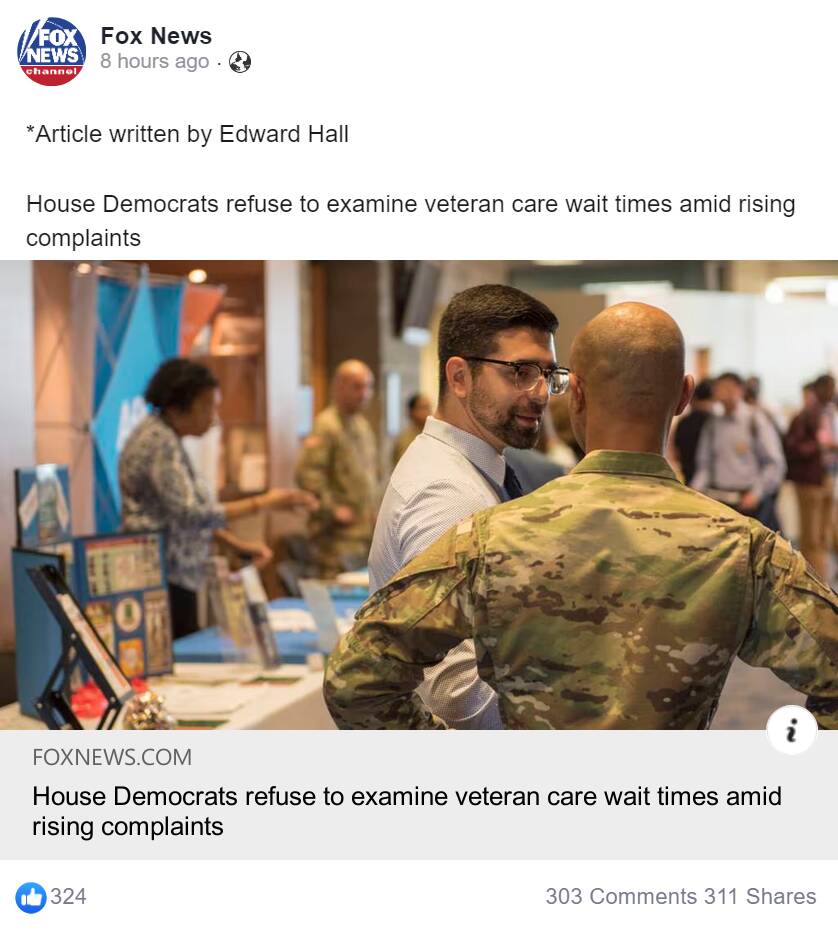 FOX
NEWS
channel
Fox News
8 hours ago ·
*Article written by Edward Hall
House Democrats refuse to examine veteran care wait times amid rising
complaints
FOXNEWS.COM
House Democrats refuse to examine veteran care wait times amid
rising complaints
324
303 Comments 311 Shares